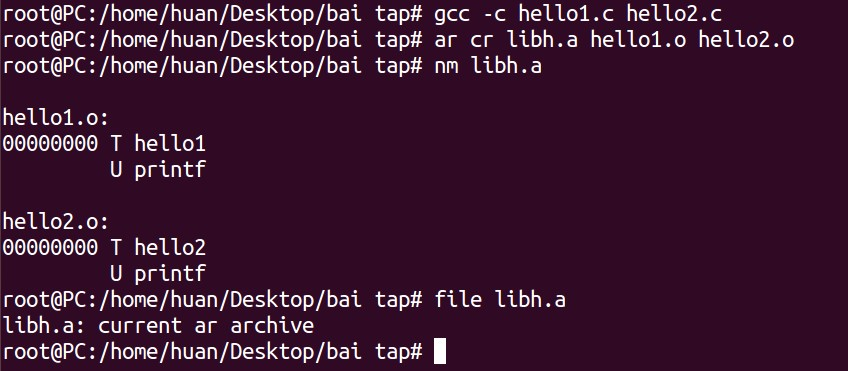 root@PC:/home/huan/Desktop/bai tap# gcc -c hello1.c hello2.c
root@PC:/home/huan/Desktop/bai tap# ar cr libh.a hello1.o hello2.o
root@PC:/home/huan/Desktop/bai tap# nm libh.a

hello1.o:
00000000 T hello1
         U printf

hello2.o:
00000000 T hello2
         U printf
root@PC:/home/huan/Desktop/bai tap# file libh.a
libh.a: current ar archive
root@PC:/home/huan/Desktop/bai tap#